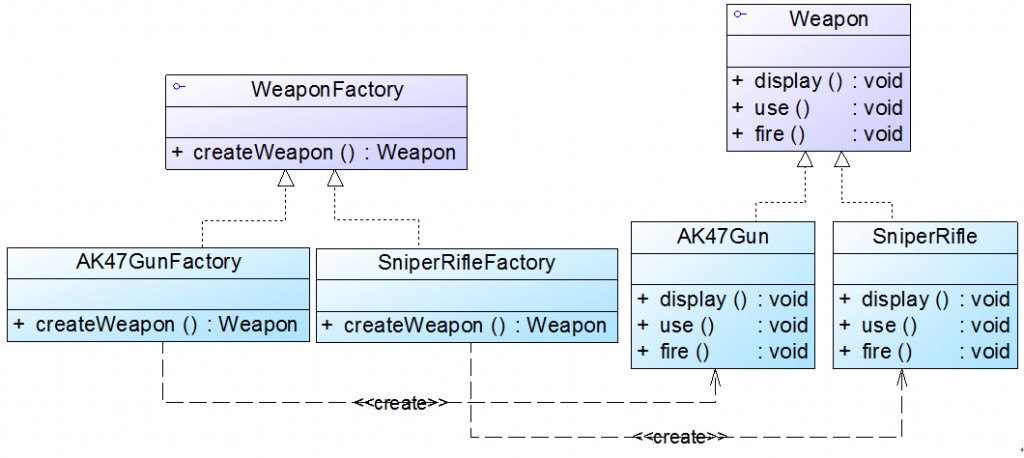 Weapon
+ display () : void
+ use () : void
+ fire () : void
WeaponFactory
+ createWeapon () : Weapon
AK47GunFactory
+ createWeapon () : Weapon
SniperRifleFactory
+ createWeapon () : Weapon
AK47Gun
+ display () : void
+ use () : void
+ fire () : void
SniperRifle
+ display () : void
+ use () : void
+ fire () : void
<<create>>
<<create>>